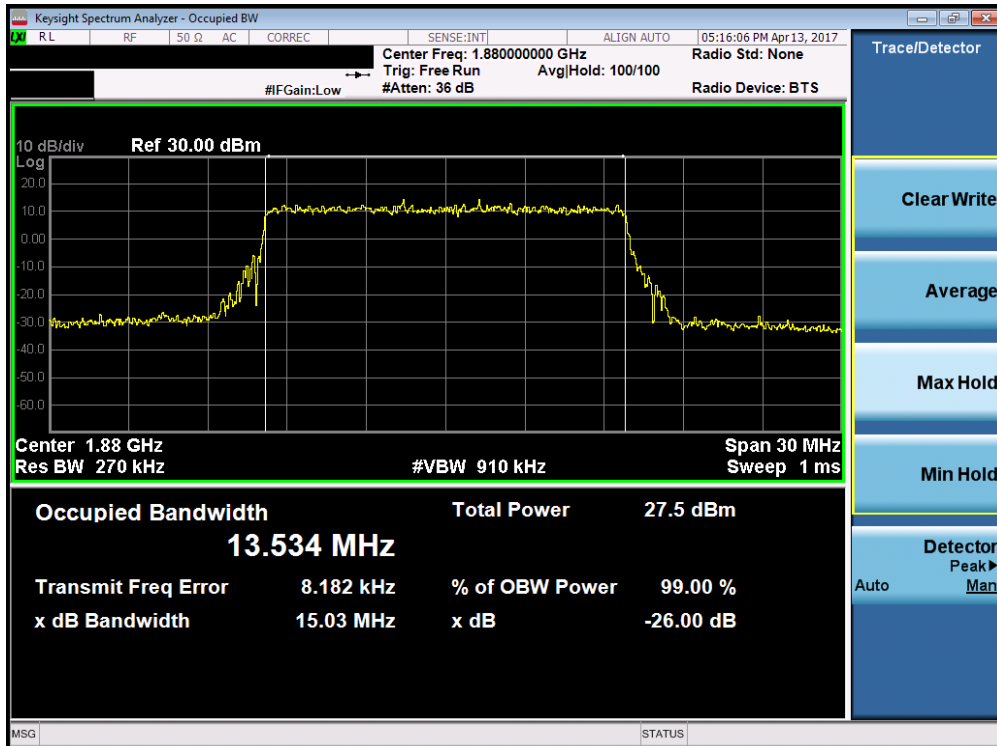 Keysight Spectrum Analyzer - Occupied BW
LXI RL RF 50 Ω AC CORREC SENSE:INT ALIGN AUTO 05:16:06 PM Apr 13, 2017
Center Freq: 1.880000000 GHz Radio Std: None
Trig: Free Run Avg|Hold: 100/100
#IFGain:Low #Atten: 36 dB Radio Device: BTS
10 dB/div Ref 30.00 dBm
Log
20.0
10.0
0.00
-10.0
-20.0
-30.0
-40.0
-50.0
-60.0
Center 1.88 GHz Span 30 MHz
Res BW 270 kHz #VBW 910 kHz Sweep 1 ms
Occupied Bandwidth Total Power 27.5 dBm
13.534 MHz
Transmit Freq Error 8.182 kHz % of OBW Power 99.00 %
x dB Bandwidth 15.03 MHz x dB -26.00 dB
MSG STATUS
Trace/Detector
Clear Write
Average
Max Hold
Min Hold
Detector
Peak▶
Auto Man